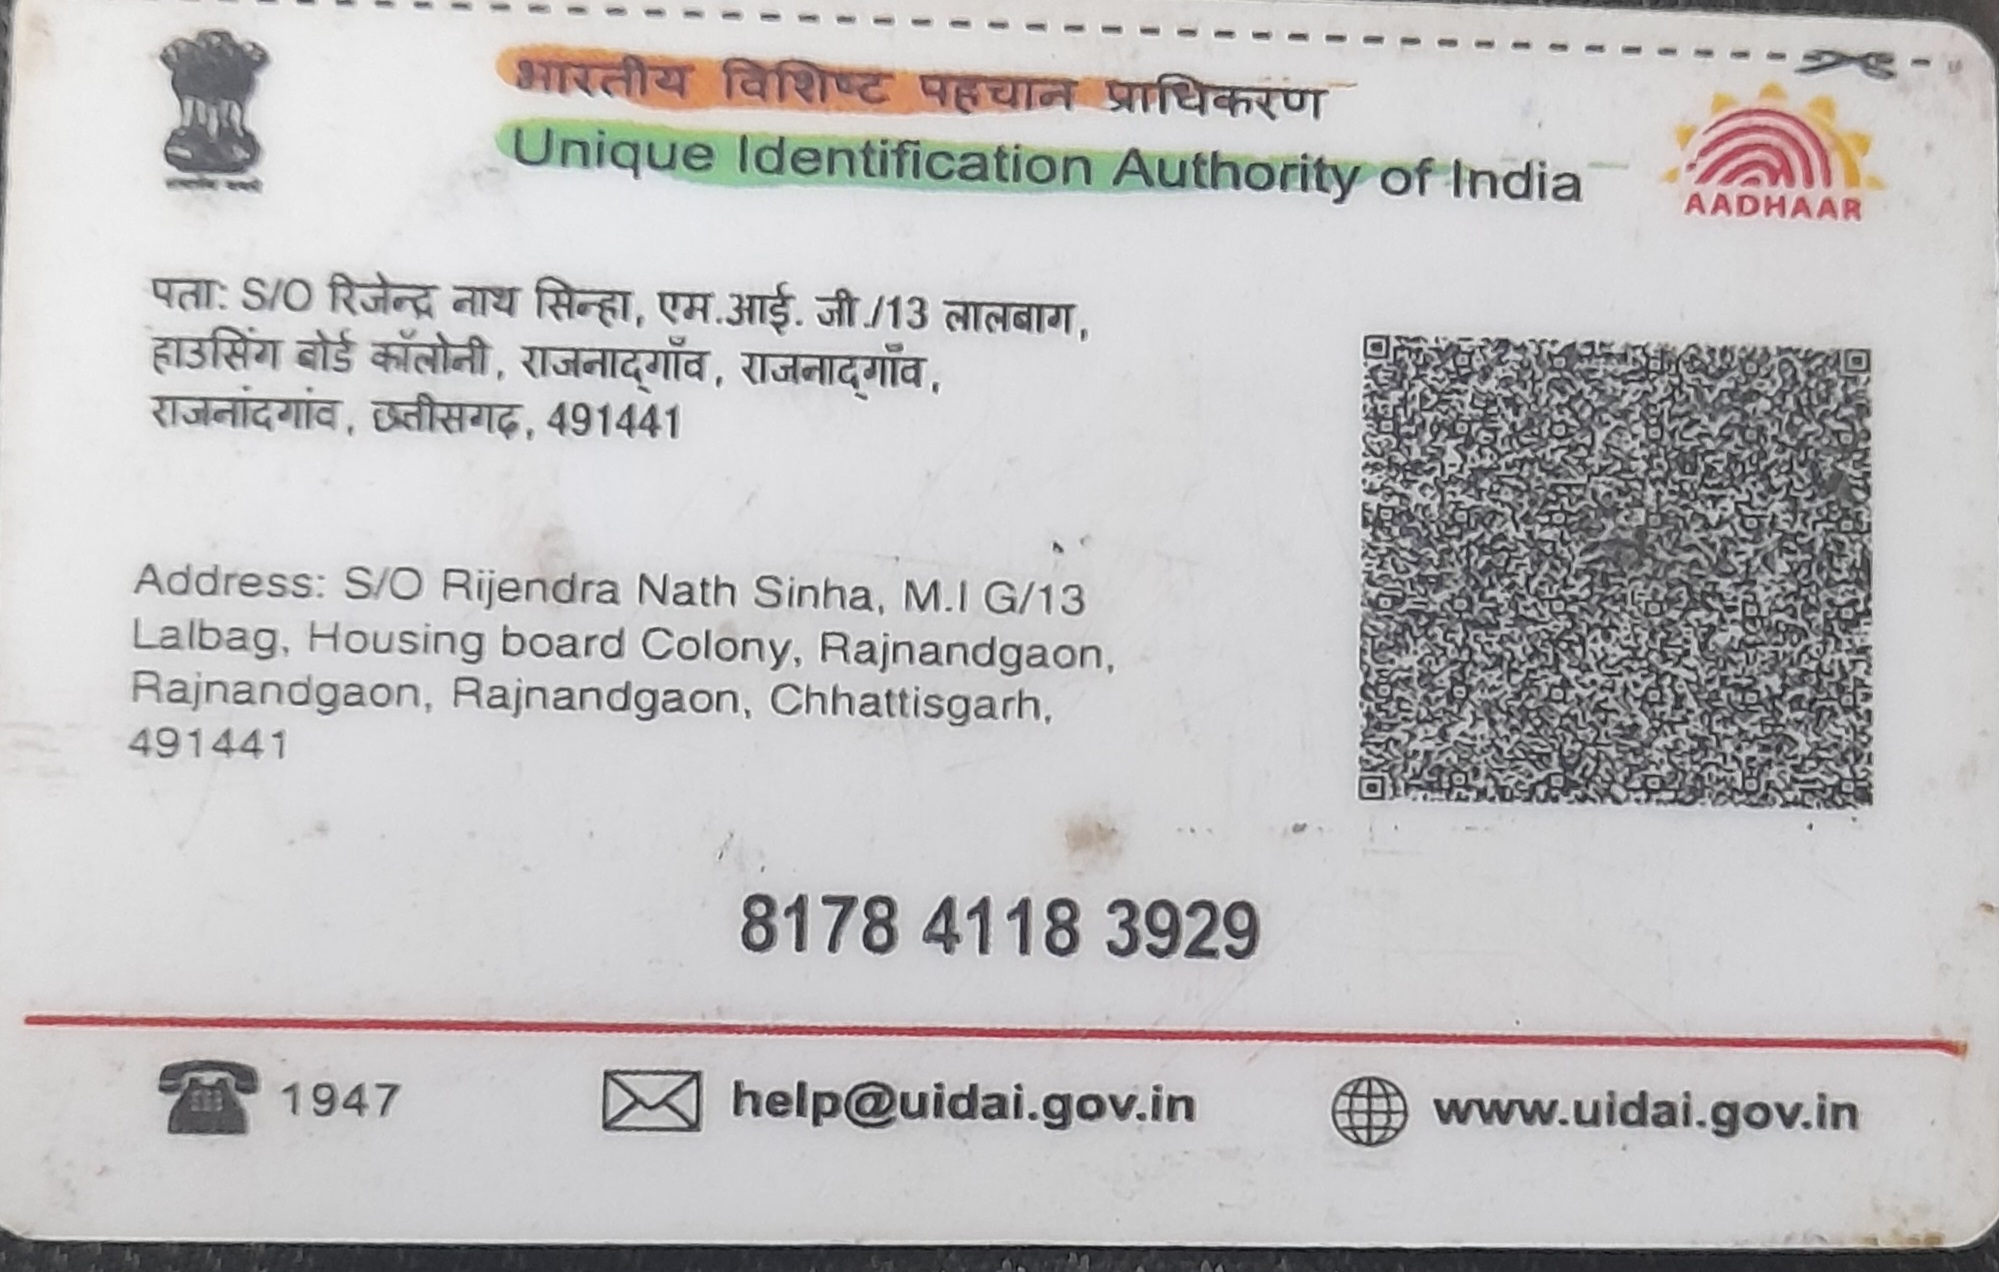 भारतीय विशिष्ट पहचान प्राधिकरण
Unique Identification Authority of India
AADHAAR
पता: S/O रिजेन्द्र नाथ सिन्हा, एम.आई. जी./13 लालबाग,
हाउसिंग बोर्ड कॉलोनी, राजनाद्गाँव, राजनाद्गाँव,
राजनांदगांव, छत्तीसगढ़, 491441
Address: S/O Rijendra Nath Sinha, M.I G/13
Lalbag, Housing board Colony, Rajnandgaon,
Rajnandgaon, Rajnandgaon, Chhattisgarh,
491441
8178 4118 3929
1947
help@uidai.gov.in
www.uidai.gov.in